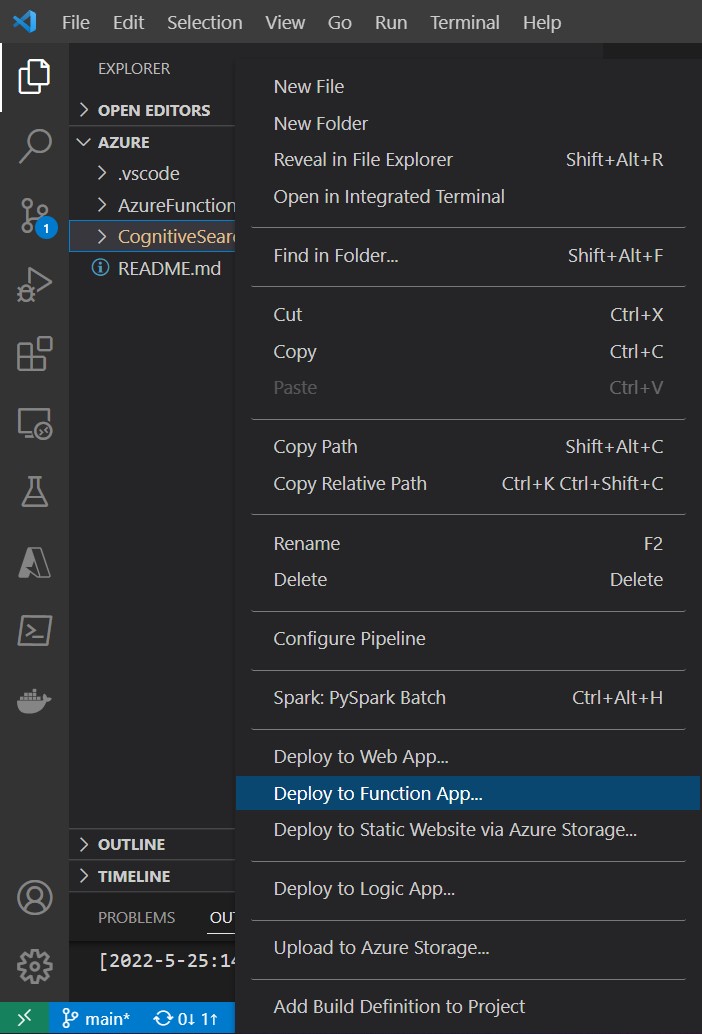 File Edit Selection View Go Run Terminal Help
EXPLORER
OPEN EDITORS
AZURE
.vscode
AzureFunction
CognitiveSear
README.md
1
OUTLINE
TIMELINE
PROBLEMS OU
[2022-5-25:14
main* 0↓ 1↑
New File
New Folder
Reveal in File Explorer Shift+Alt+R
Open in Integrated Terminal
Find in Folder... Shift+Alt+F
Cut Ctrl+X
Copy Ctrl+C
Paste Ctrl+V
Copy Path Shift+Alt+C
Copy Relative Path Ctrl+K Ctrl+Shift+C
Rename F2
Delete Delete
Configure Pipeline
Spark: PySpark Batch Ctrl+Alt+H
Deploy to Web App...
Deploy to Function App...
Deploy to Static Website via Azure Storage...
Deploy to Logic App...
Upload to Azure Storage...
Add Build Definition to Project